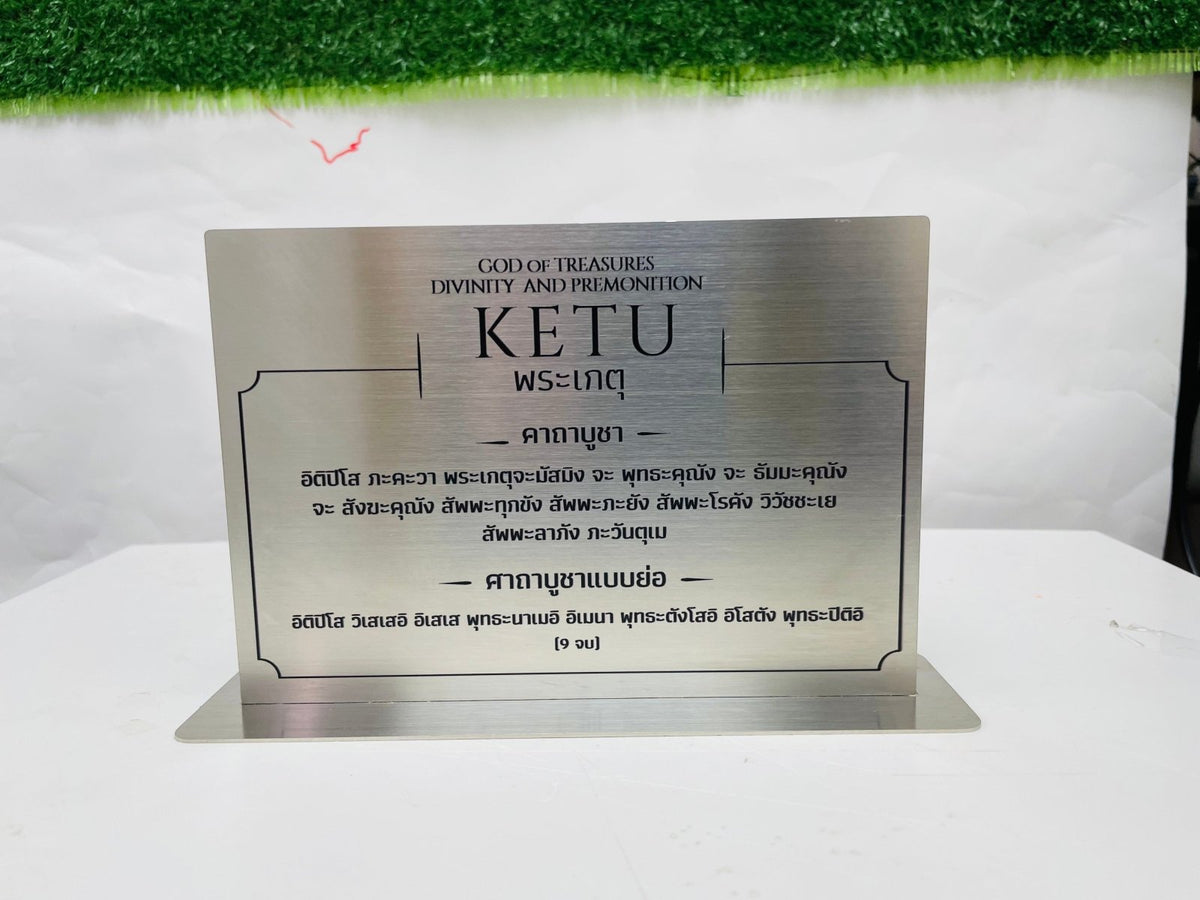 GOD OF TREASURES
DIVINITY AND PREMONITION
KETU
พระเกตุ
คาถาบูชา
อิติปิโส ภะคะวา พระเกตุจะมัสมิง จะ พุทธะคุณัง จะ ธัมมะคุณัง
จะ สังฆะคุณัง สัพพะทุกขัง สัพพะภะยัง สัพพะโรคัง วิวัชชะเย
สัพพะลาภัง ภะวันตุเม
ศาถาบูชาแบบย่อ
อิติปิโส วิเสเสอิ อิเสเส พุทธะนาเมอิ อิเมนา พุทธะตังโสอิ อิโสตัง พุทธะปิติอิ
(9 จบ)